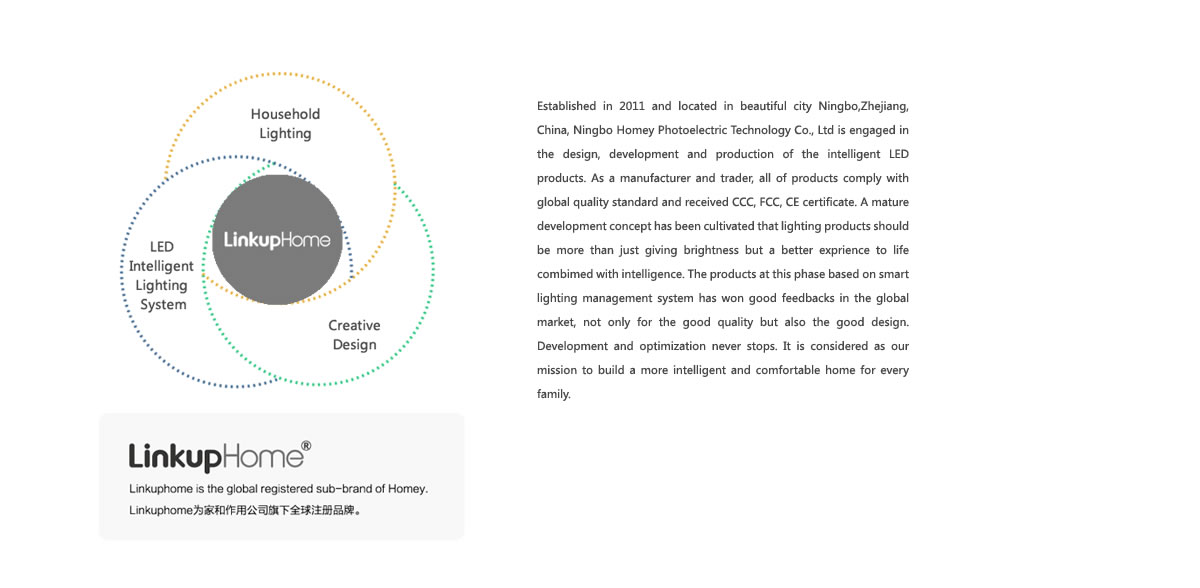 Household
Lighting
LED
Intelligent
Lighting
System
LinkupHome
Creative
Design
LinkupHome®
Linkuphome is the global registered sub-brand of Homey.
Linkuphome为家和作用公司旗下全球注册品牌。
Established in 2011 and located in beautiful city Ningbo,Zhejiang,
China, Ningbo Homey Photoelectric Technology Co., Ltd is engaged in
the design, development and production of the intelligent LED
products. As a manufacturer and trader, all of products comply with
global quality standard and received CCC, FCC, CE certificate. A mature
development concept has been cultivated that lighting products should
be more than just giving brightness but a better exprience to life
combimed with intelligence. The products at this phase based on smart
lighting management system has won good feedbacks in the global
market, not only for the good quality but also the good design.
Development and optimization never stops. It is considered as our
mission to build a more intelligent and comfortable home for every
family.